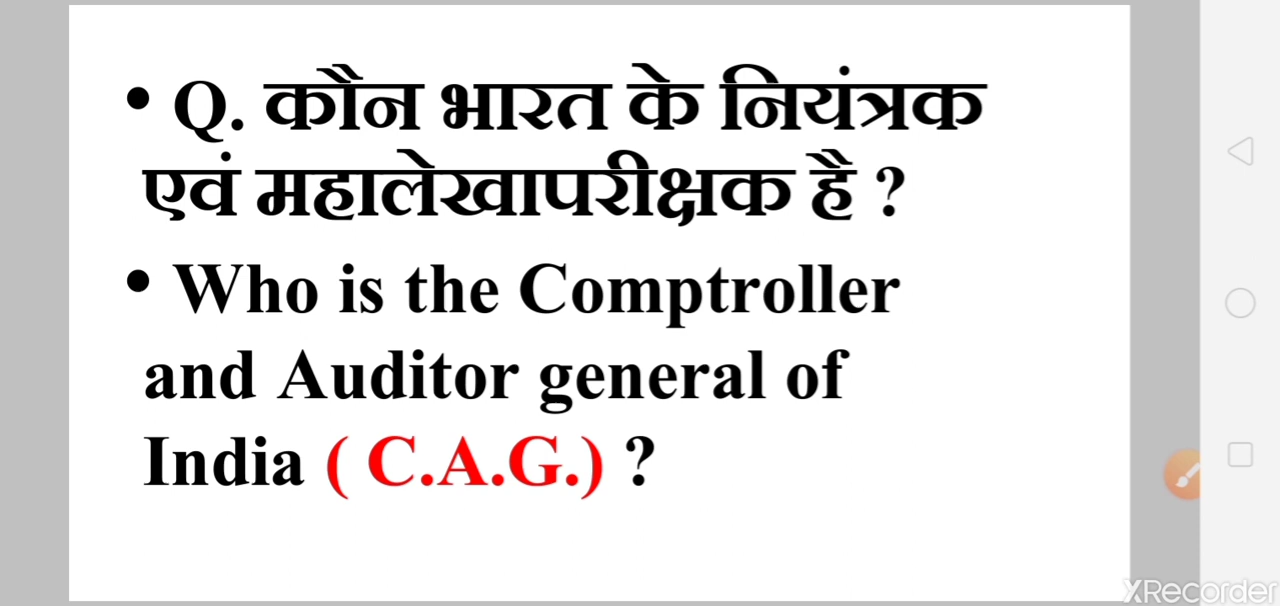 • Q. कौन भारत के नियंत्रक
एवं महालेखापरीक्षक है ?
• Who is the Comptroller
and Auditor general of
India ( C.A.G.) ?
XRecorder